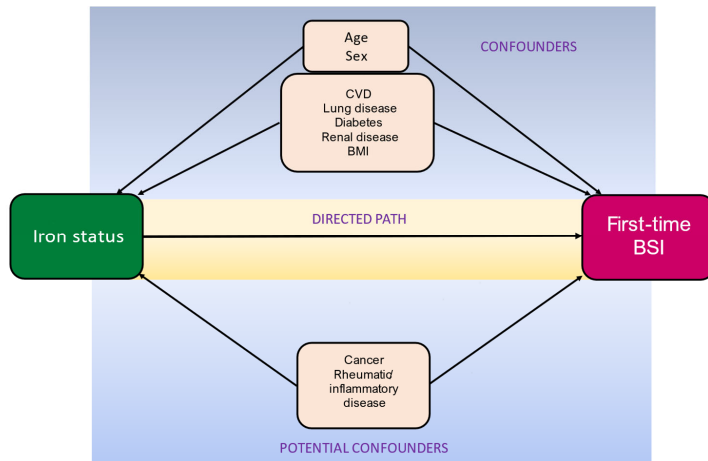 Age
Sex
CONFOUNDERS
CVD
Lung disease
Diabetes
Renal disease
BMI
Iron status
DIRECTED PATH
First-time
BSI
Cancer
Rheumatic/
inflammatory
disease
POTENTIAL CONFOUNDERS